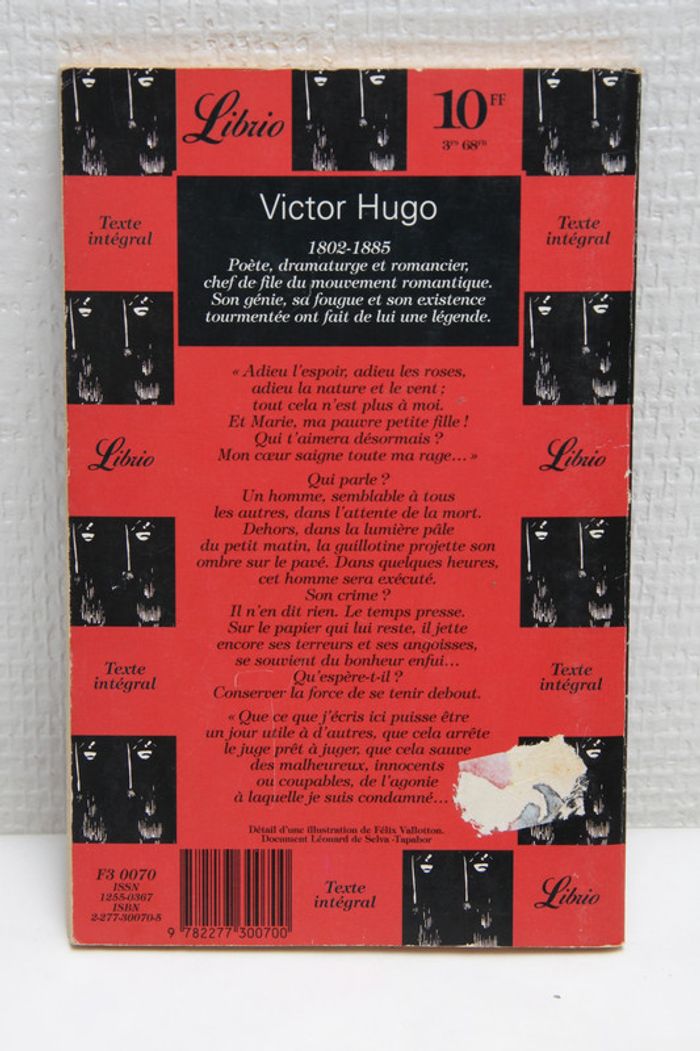 Librio
10 FF
3FS 68FB
Victor Hugo
1802-1885
Poète, dramaturge et romancier,
chef de file du mouvement romantique.
Son génie, sa fougue et son existence
tourmentée ont fait de lui une légende.
Texte
intégral
Texte
intégral
« Adieu l'espoir, adieu les roses,
adieu la nature et le vent ;
tout cela n'est plus à moi.
Et Marie, ma pauvre petite fille !
Qui t'aimera désormais ?
Mon cœur saigne toute ma rage... »
Librio
Librio
Qui parle ?
Un homme, semblable à tous
les autres, dans l'attente de la mort.
Dehors, dans la lumière pâle
du petit matin, la guillotine projette son
ombre sur le pavé. Dans quelques heures,
cet homme sera exécuté.
Son crime ?
Il n'en dit rien. Le temps presse.
Sur le papier qui lui reste, il jette
encore ses terreurs et ses angoisses,
se souvient du bonheur enfui...
Qu'espère-t-il ?
Conserver la force de se tenir debout.
Texte
intégral
Texte
intégral
« Que ce que j'écris ici puisse être
un jour utile à d'autres, que cela arrête
le juge prêt à juger, que cela sauve
des malheureux, innocents
ou coupables, de l'agonie
à laquelle je suis condamné...
Détail d'une illustration de Félix Vallotton.
Document Léonard de Selva -Tapabor
F3 0070
ISSN
1255-0367
ISBN
2-277-30070-5
9 782277 300700
Texte
intégral
Librio